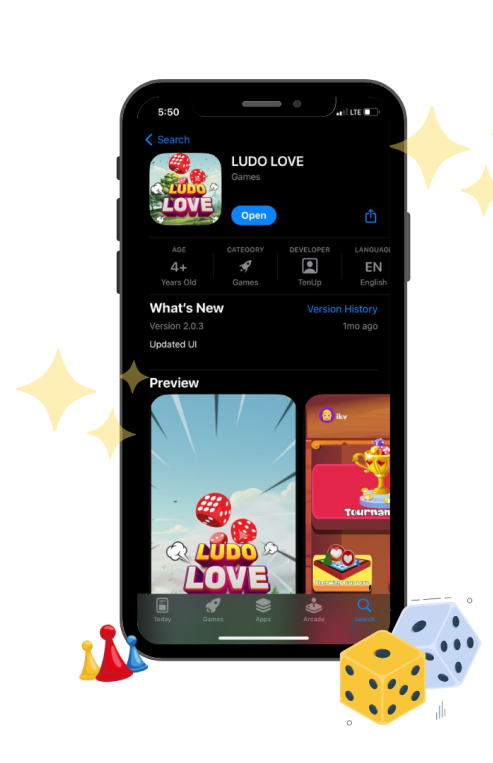 5:50
LTE
Search
LUDO
LOVE
LUDO LOVE
Games
Open
AGE
4+
Years Old
CATEGORY
Games
DEVELOPER
TenUp
LANGUAG
EN
English
What's New
Version History
Version 2.0.3
1mo ago
Updated UI
Preview
LUDO
LOVE
ikv
Tournam
Today
Games
Apps
Arcade
Search